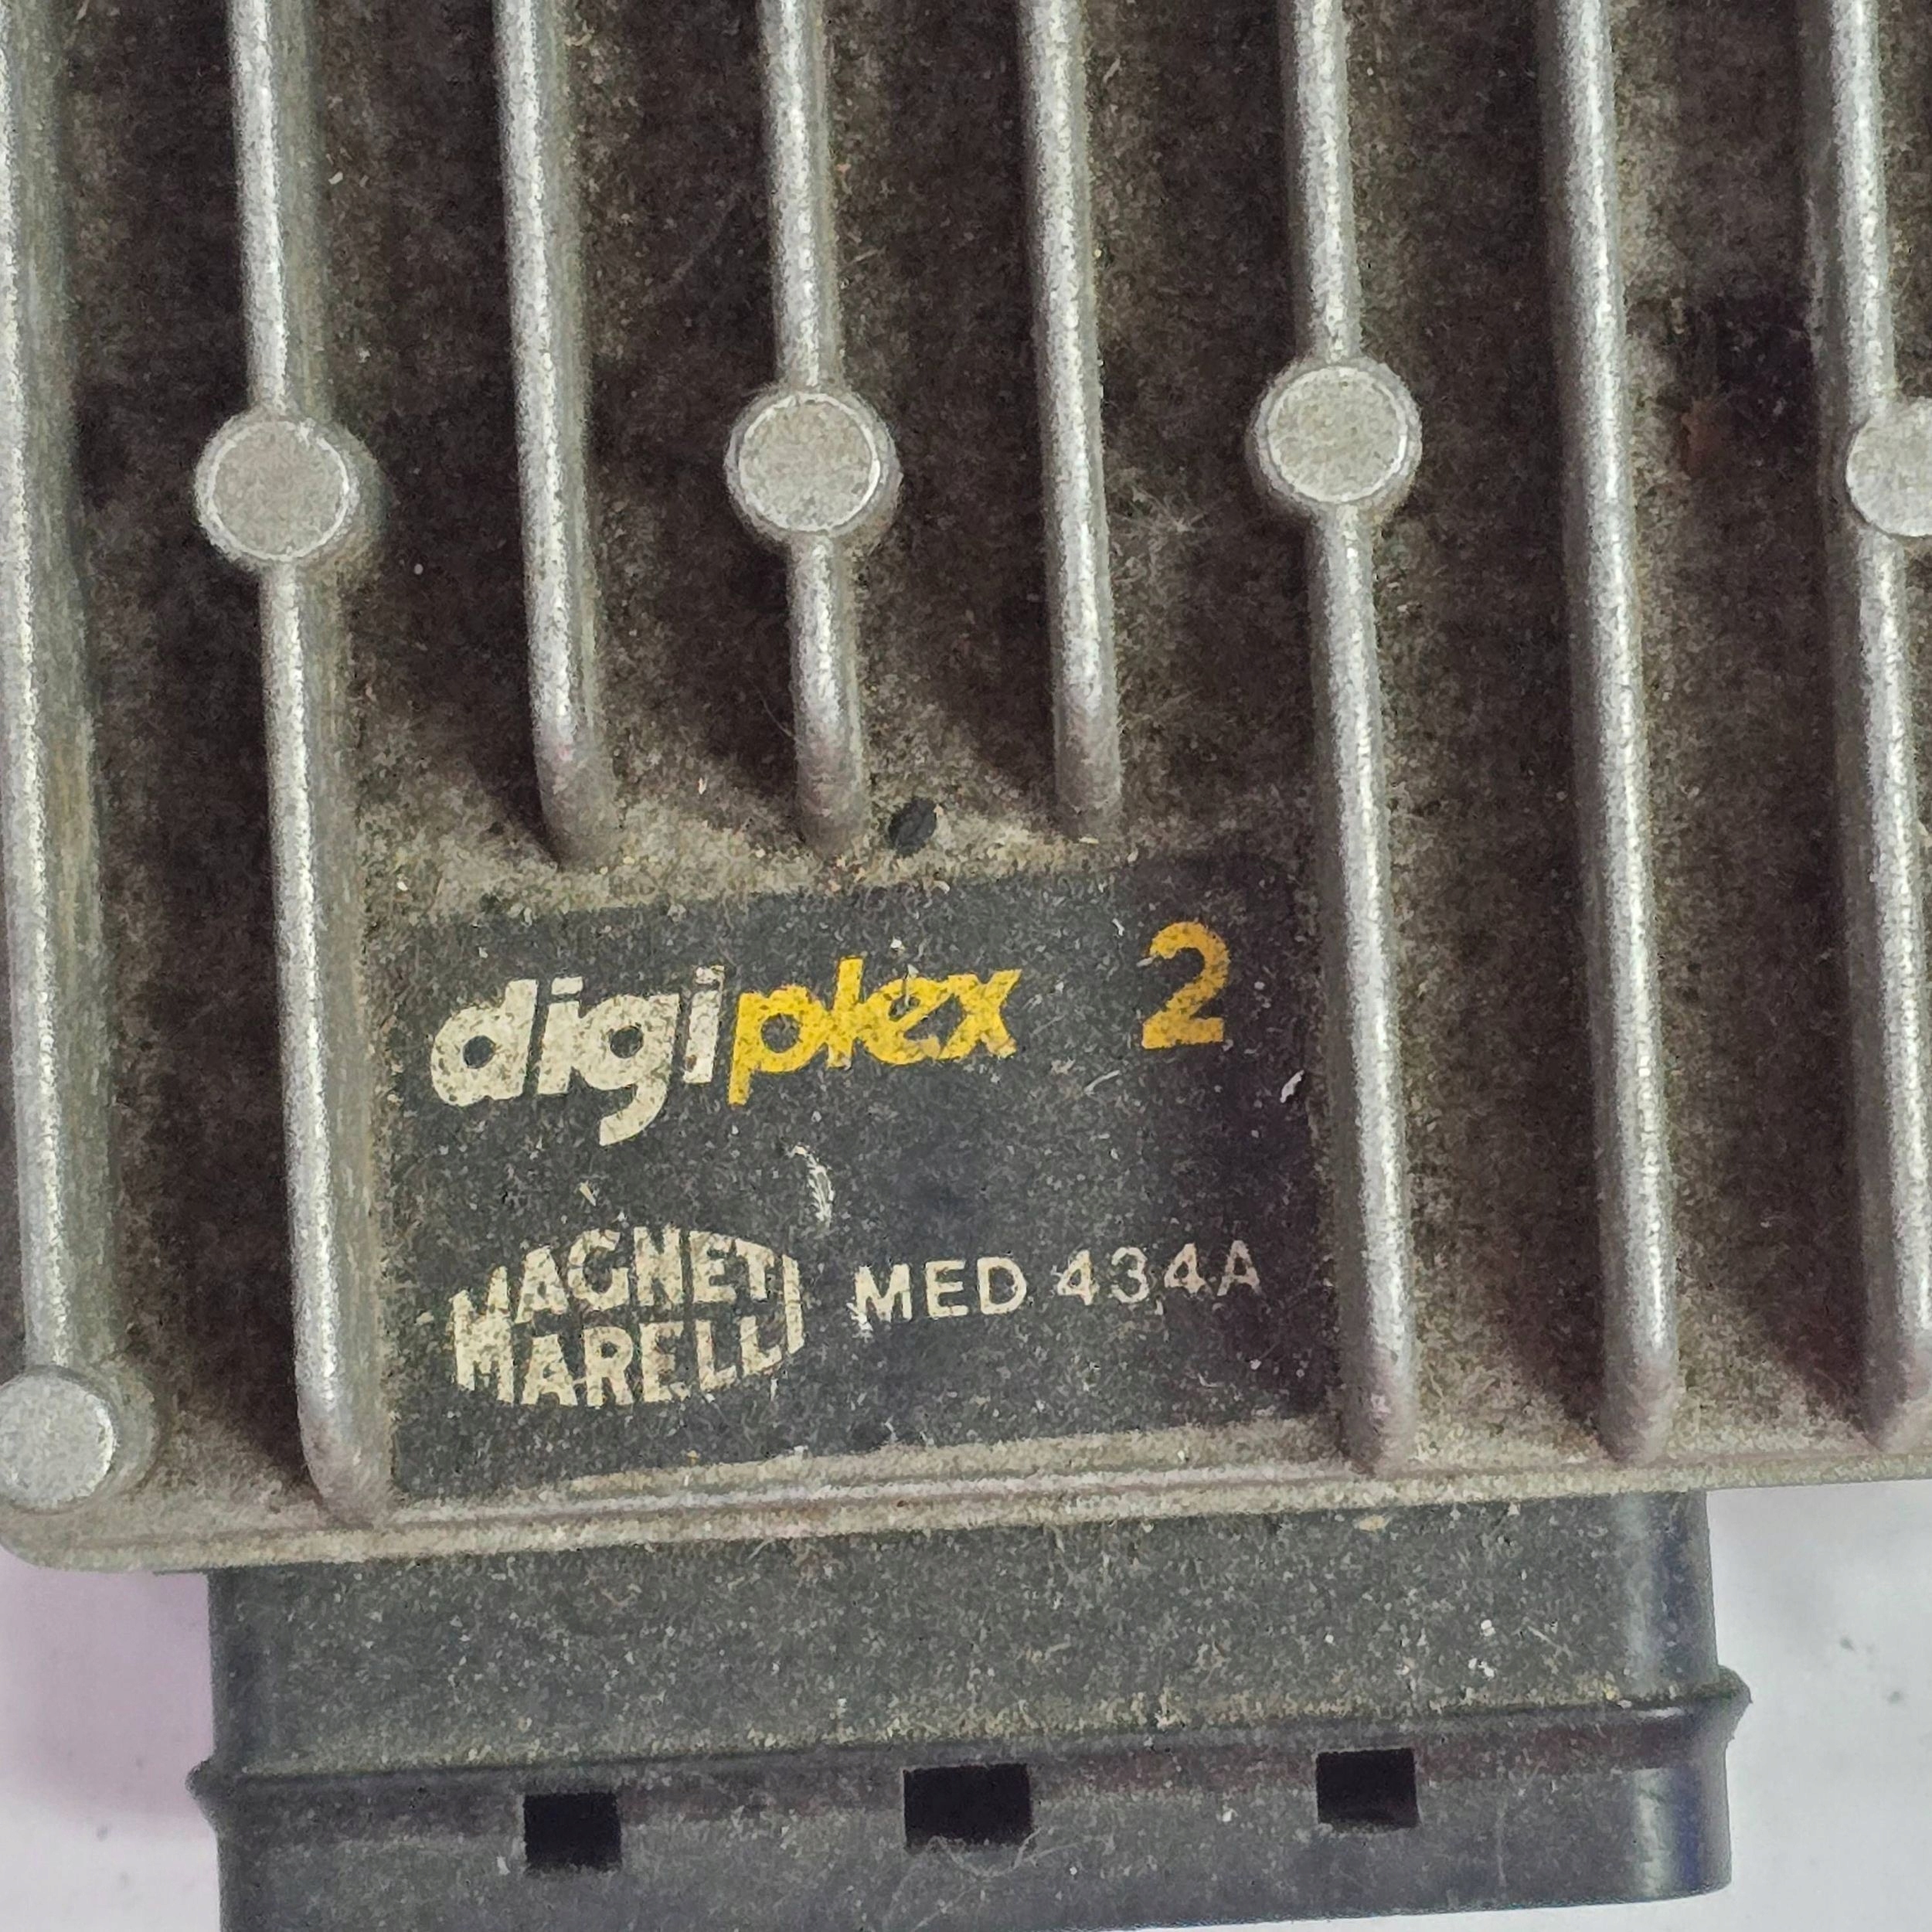 digiplex 2
MAGNETI
MARELLI
MED 434A